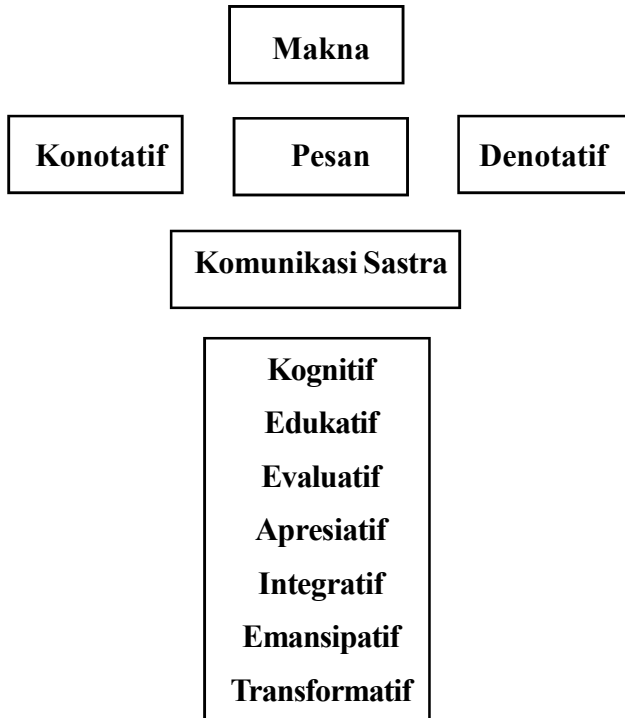 Makna
Konotatif
Pesan
Denotatif
Komunikasi Sastra
Kognitif
Edukatif
Evaluatif
Apresiatif
Integratif
Emansipatif
Transformatif